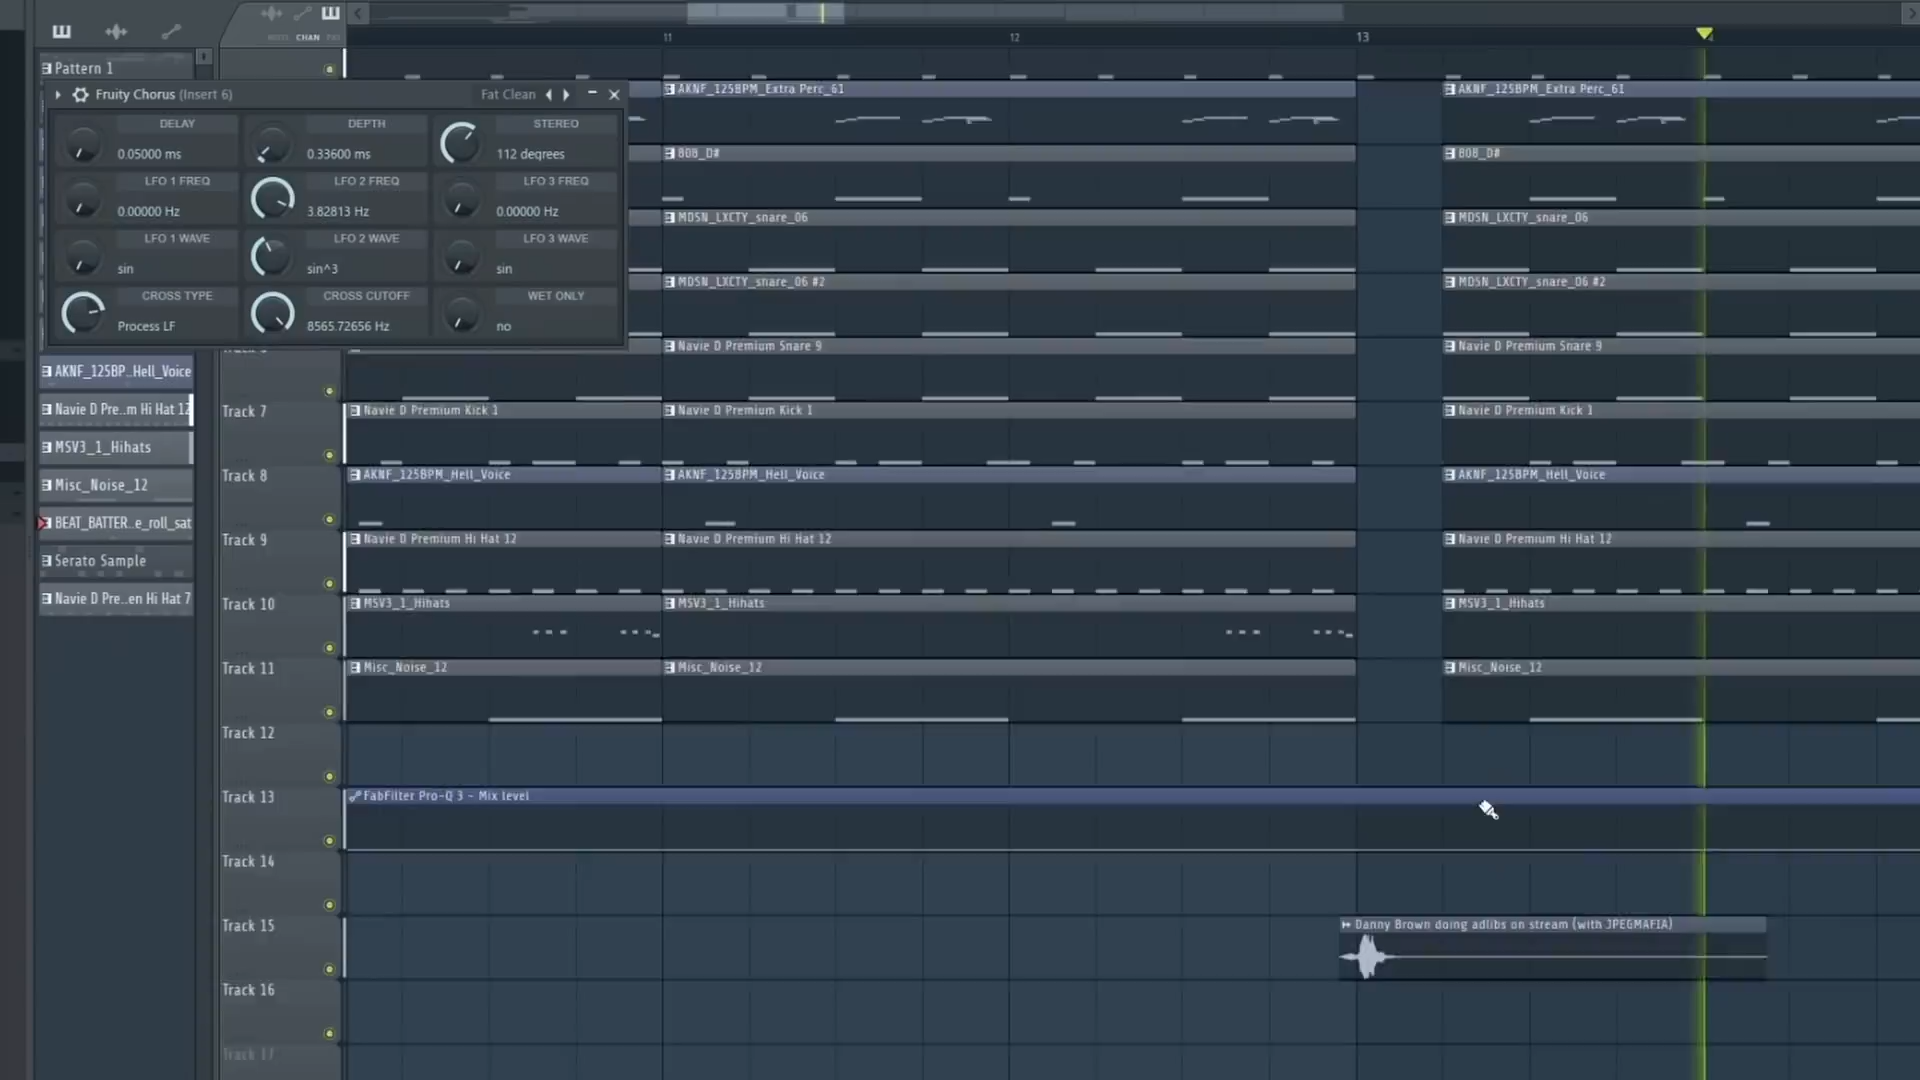 CHAN
11
12
13
Pattern 1
Fruity Chorus (Insert 6)
Fat Clean
DELAY
0.05000 ms
DEPTH
0.33600 ms
STEREO
112 degrees
LFO 1 FREQ
0.00000 Hz
LFO 2 FREQ
3.82813 Hz
LFO 3 FREQ
0.00000 Hz
LFO 1 WAVE
sin
LFO 2 WAVE
sin^3
LFO 3 WAVE
sin
CROSS TYPE
Process LF
CROSS CUTOFF
8565.72656 Hz
WET ONLY
no
AKNF_125BP..Hell_Voice
Navie D Pre..m Hi Hat 12
MSV3_1_Hihats
Misc_Noise_12
BEAT_BATTER..e_roll_sat
Serato Sample
Navie D Pre..en Hi Hat 7
AKNF_125BPM_Extra Perc_61
AKNF_125BPM_Extra Perc_61
808_D#
808_D#
MDSN_LXCTY_snare_06
MDSN_LXCTY_snare_06
MDSN_LXCTY_snare_06 #2
MDSN_LXCTY_snare_06 #2
Navie D Premium Snare 9
Navie D Premium Snare 9
Track 7
Navie D Premium Kick 1
Navie D Premium Kick 1
Navie D Premium Kick 1
Track 8
AKNF_125BPM_Hell_Voice
AKNF_125BPM_Hell_Voice
AKNF_125BPM_Hell_Voice
Track 9
Navie D Premium Hi Hat 12
Navie D Premium Hi Hat 12
Navie D Premium Hi Hat 12
Track 10
MSV3_1_Hihats
MSV3_1_Hihats
MSV3_1_Hihats
Track 11
Misc_Noise_12
Misc_Noise_12
Misc_Noise_12
Track 12
Track 13
FabFilter Pro-Q 3 - Mix level
Track 14
Track 15
Danny Brown doing adlibs on stream (with JPEGMAFIA)
Track 16
Track 17